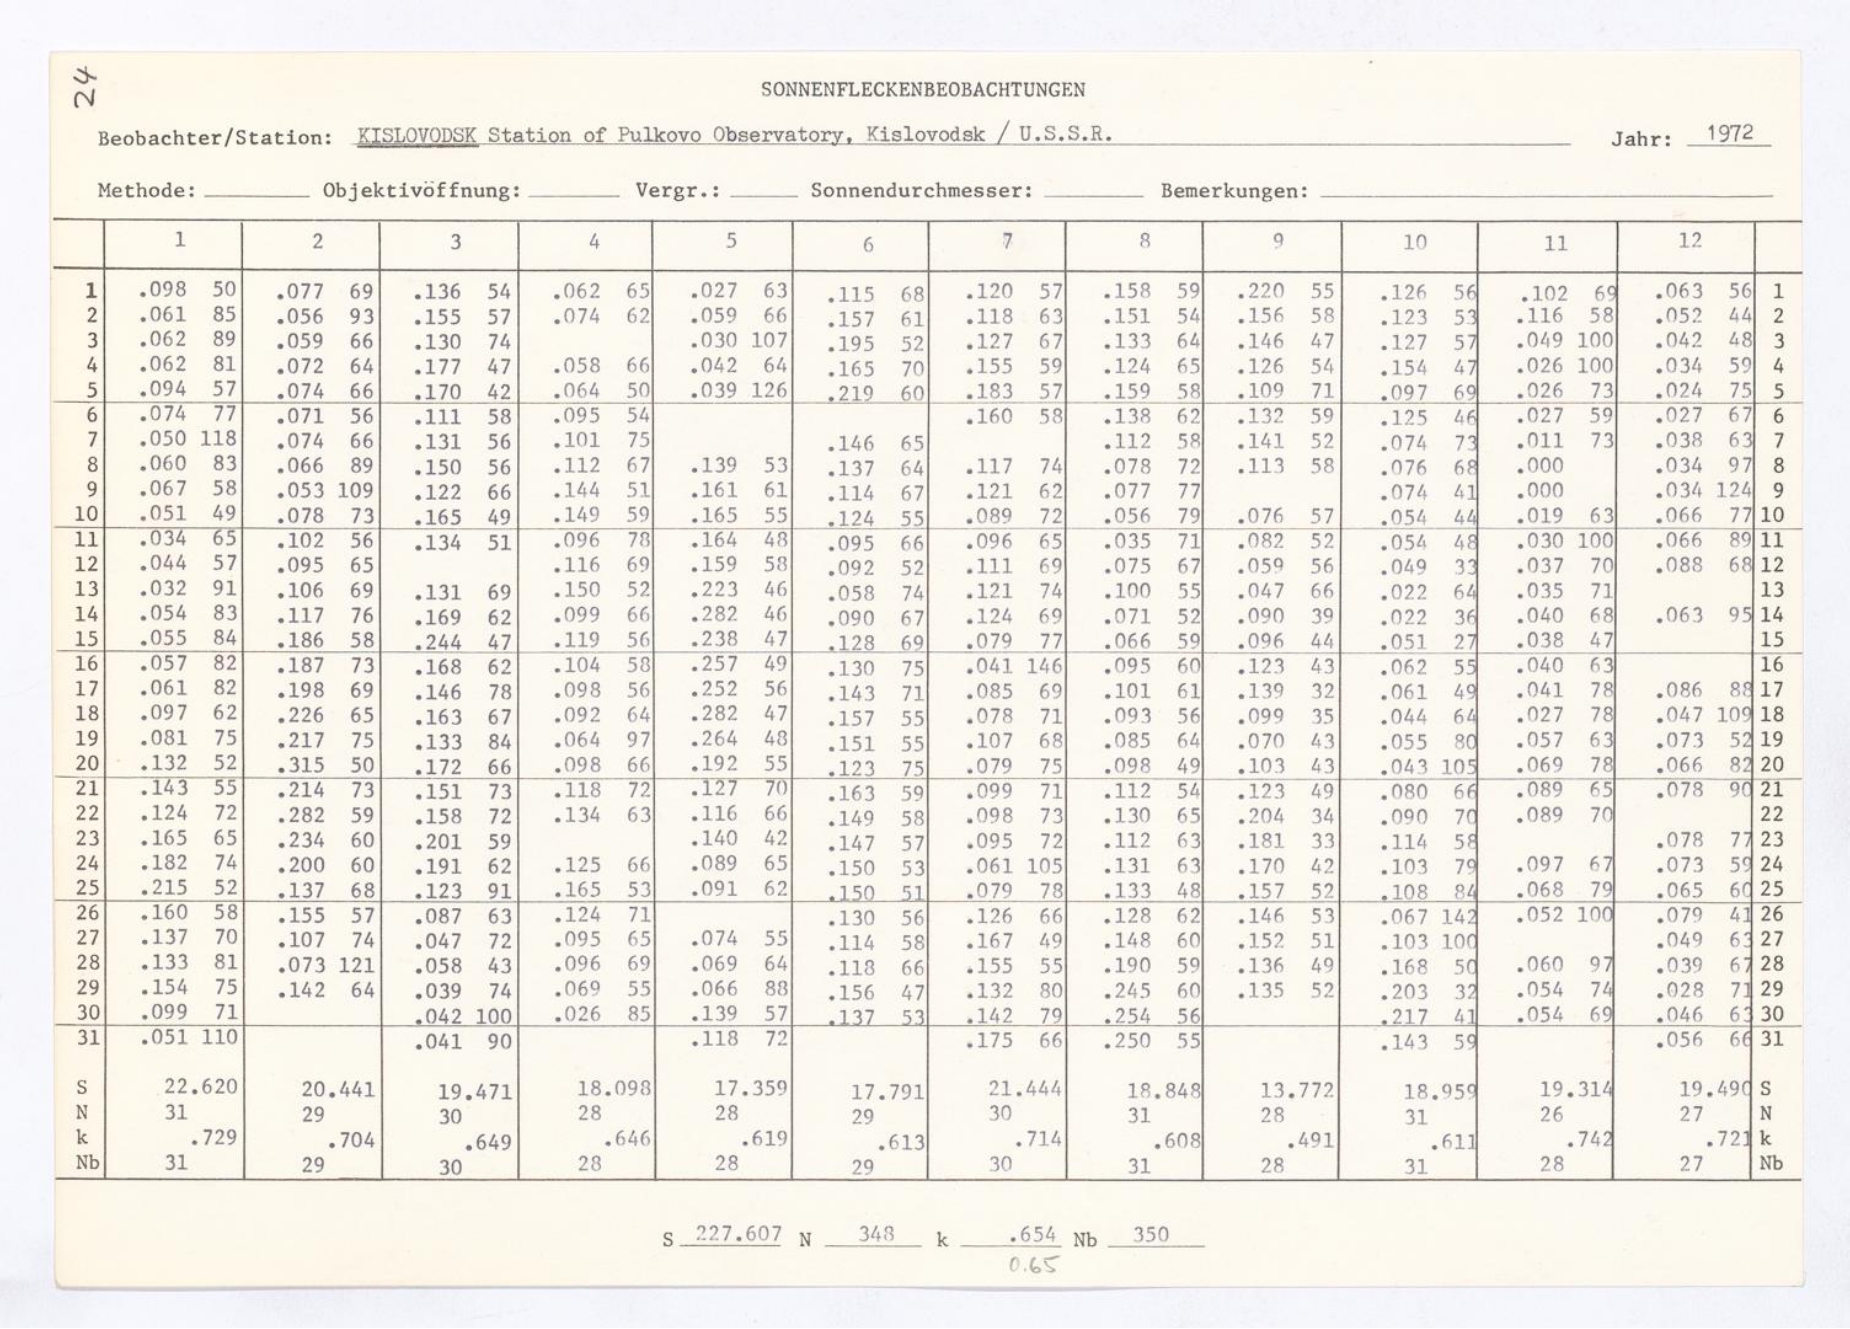 24
SONNENFLECKENBEOBACHTUNGEN
Beobachter/Station: KISLOVODSK Station of Pulkovo Observatory, Kislovodsk / U.S.S.R. Jahr: 1972
Methode: Objektivöffnung: Vergr.: Sonnendurchmesser: Bemerkungen:
1 2 3 4 5 6 7 8 9 10 11 12
1 .098 50 .077 69 .136 54 .062 65 .027 63 .115 68 .120 57 .158 59 .220 55 .126 56 .102 69 .063 56 1
2 .061 85 .056 93 .155 57 .074 62 .059 66 .157 61 .118 63 .151 54 .156 58 .123 53 .116 58 .052 44 2
3 .062 89 .059 66 .130 74 .030 107 .195 52 .127 67 .133 64 .146 47 .127 57 .049 100 .042 48 3
4 .062 81 .072 64 .177 47 .058 66 .042 64 .165 70 .155 59 .124 65 .126 54 .154 47 .026 100 .034 59 4
5 .094 57 .074 66 .170 42 .064 50 .039 126 .219 60 .183 57 .159 58 .109 71 .097 69 .026 73 .024 75 5
6 .074 77 .071 56 .111 58 .095 54 .160 58 .138 62 .132 59 .125 46 .027 59 .027 67 6
7 .050 118 .074 66 .131 56 .101 75 .146 65 .112 58 .141 52 .074 73 .011 73 .038 63 7
8 .060 83 .066 89 .150 56 .112 67 .139 53 .137 64 .117 74 .078 72 .113 58 .076 68 .000 .034 97 8
9 .067 58 .053 109 .122 66 .144 51 .161 61 .114 67 .121 62 .077 77 .074 41 .000 .034 124 9
10 .051 49 .078 73 .165 49 .149 59 .165 55 .124 55 .089 72 .056 79 .076 57 .054 44 .019 63 .066 77 10
11 .034 65 .102 56 .134 51 .096 78 .164 48 .095 66 .096 65 .035 71 .082 52 .054 48 .030 100 .066 89 11
12 .044 57 .095 65 .116 69 .159 58 .092 52 .111 69 .075 67 .059 56 .049 33 .037 70 .088 68 12
13 .032 91 .106 69 .131 69 .150 52 .223 46 .058 74 .121 74 .100 55 .047 66 .022 64 .035 71 13
14 .054 83 .117 76 .169 62 .099 66 .282 46 .090 67 .124 69 .071 52 .090 39 .022 36 .040 68 .063 95 14
15 .055 84 .186 58 .244 47 .119 56 .238 47 .128 69 .079 77 .066 59 .096 44 .051 27 .038 47 15
16 .057 82 .187 73 .168 62 .104 58 .257 49 .130 75 .041 146 .095 60 .123 43 .062 55 .040 63 16
17 .061 82 .198 69 .146 78 .098 56 .252 56 .143 71 .085 69 .101 61 .139 32 .061 49 .041 78 .086 88 17
18 .097 62 .226 65 .163 67 .092 64 .282 47 .157 55 .078 71 .093 56 .099 35 .044 64 .027 78 .047 109 18
19 .081 75 .217 75 .133 84 .064 97 .264 48 .151 55 .107 68 .085 64 .070 43 .055 80 .057 63 .073 52 19
20 .132 52 .315 50 .172 66 .098 66 .192 55 .123 75 .079 75 .098 49 .103 43 .043 105 .069 78 .066 82 20
21 .143 55 .214 73 .151 73 .118 72 .127 70 .163 59 .099 71 .112 54 .123 49 .080 66 .089 65 .078 90 21
22 .124 72 .282 59 .158 72 .134 63 .116 66 .149 58 .098 73 .130 65 .204 34 .090 70 .089 70 22
23 .165 65 .234 60 .201 59 .140 42 .147 57 .095 72 .112 63 .181 33 .114 58 .078 77 23
24 .182 74 .200 60 .191 62 .125 66 .089 65 .150 53 .061 105 .131 63 .170 42 .103 79 .097 67 .073 59 24
25 .215 52 .137 68 .123 91 .165 53 .091 62 .150 51 .079 78 .133 48 .157 52 .108 84 .068 79 .065 60 25
26 .160 58 .155 57 .087 63 .124 71 .130 56 .126 66 .128 62 .146 53 .067 142 .052 100 .079 41 26
27 .137 70 .107 74 .047 72 .095 65 .074 55 .114 58 .167 49 .148 60 .152 51 .103 100 .049 63 27
28 .133 81 .073 121 .058 43 .096 69 .069 64 .118 66 .155 55 .190 59 .136 49 .168 50 .060 97 .039 67 28
29 .154 75 .142 64 .039 74 .069 55 .066 88 .156 47 .132 80 .245 60 .135 52 .203 32 .054 74 .028 71 29
30 .099 71 .042 100 .026 85 .139 57 .137 53 .142 79 .254 56 .217 41 .054 69 .046 63 30
31 .051 110 .041 90 .118 72 .175 66 .250 55 .143 59 .056 66 31
S 22.620 20.441 19.471 18.098 17.359 17.791 21.444 18.848 13.772 18.959 19.314 19.490 S
N 31 29 30 28 28 29 30 31 28 31 26 27 N
k .729 .704 .649 .646 .619 .613 .714 .608 .491 .611 .742 .721 k
Nb 31 29 30 28 28 29 30 31 28 31 28 27 Nb
S 227.607 N 348 k .654 Nb 350
0.65